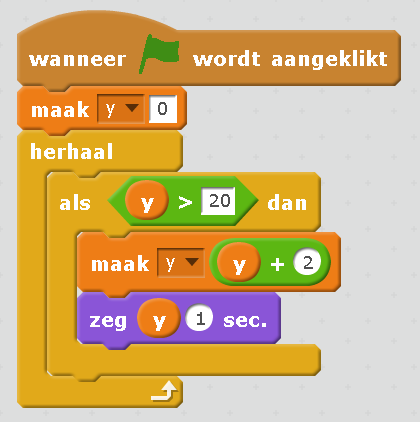 wanneer wordt aangeklikt
maak y 0
herhaal
als y > 20 dan
maak y y + 2
zeg y 1 sec.